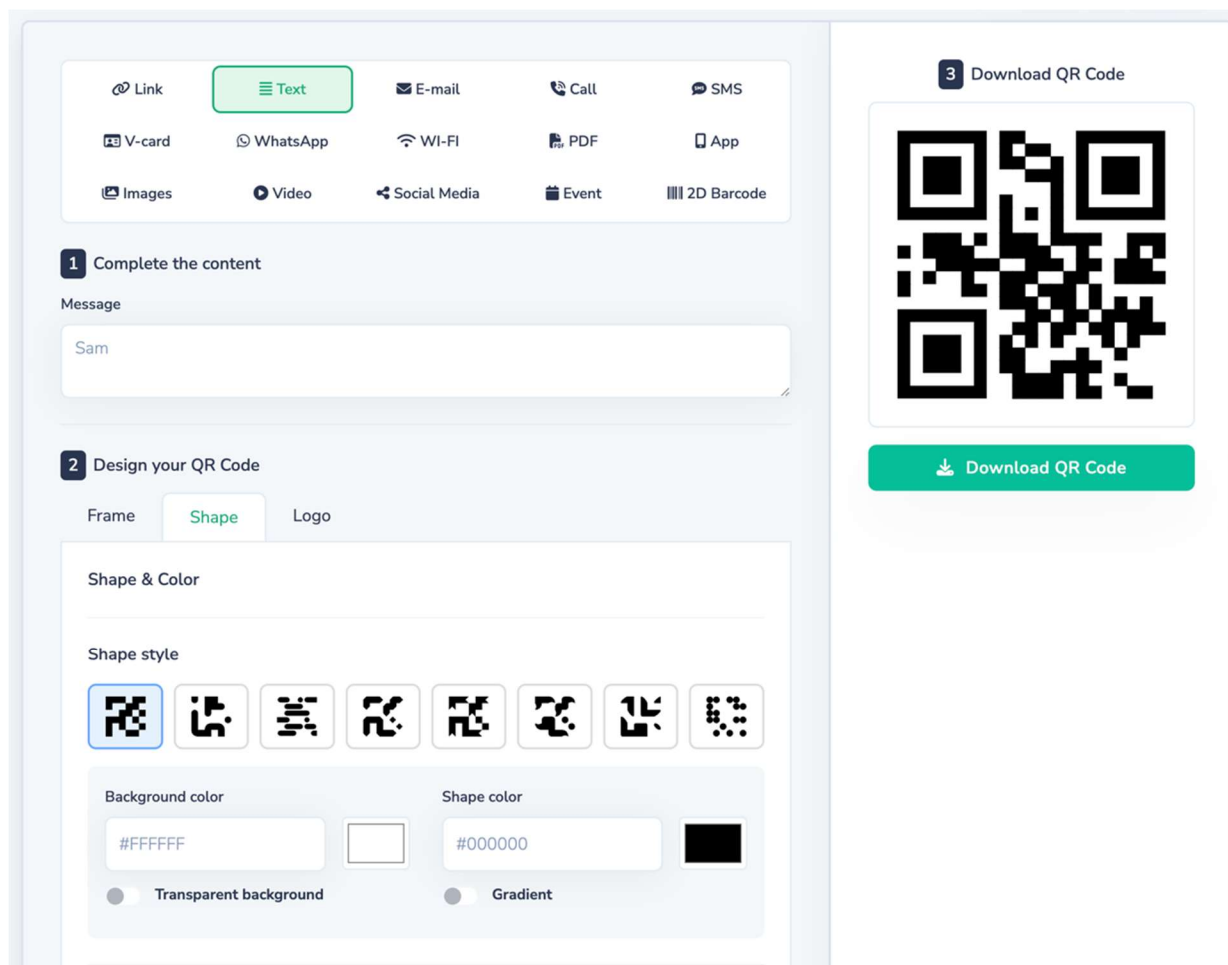 Link Text E-mail Call SMS
V-card WhatsApp WI-FI PDF App
Images Video Social Media Event 2D Barcode
1 Complete the content
Message
Sam
2 Design your QR Code
Frame Shape Logo
Shape & Color
Shape style
Background color Shape color
#FFFFFF #000000
Transparent background Gradient
3 Download QR Code
Download QR Code